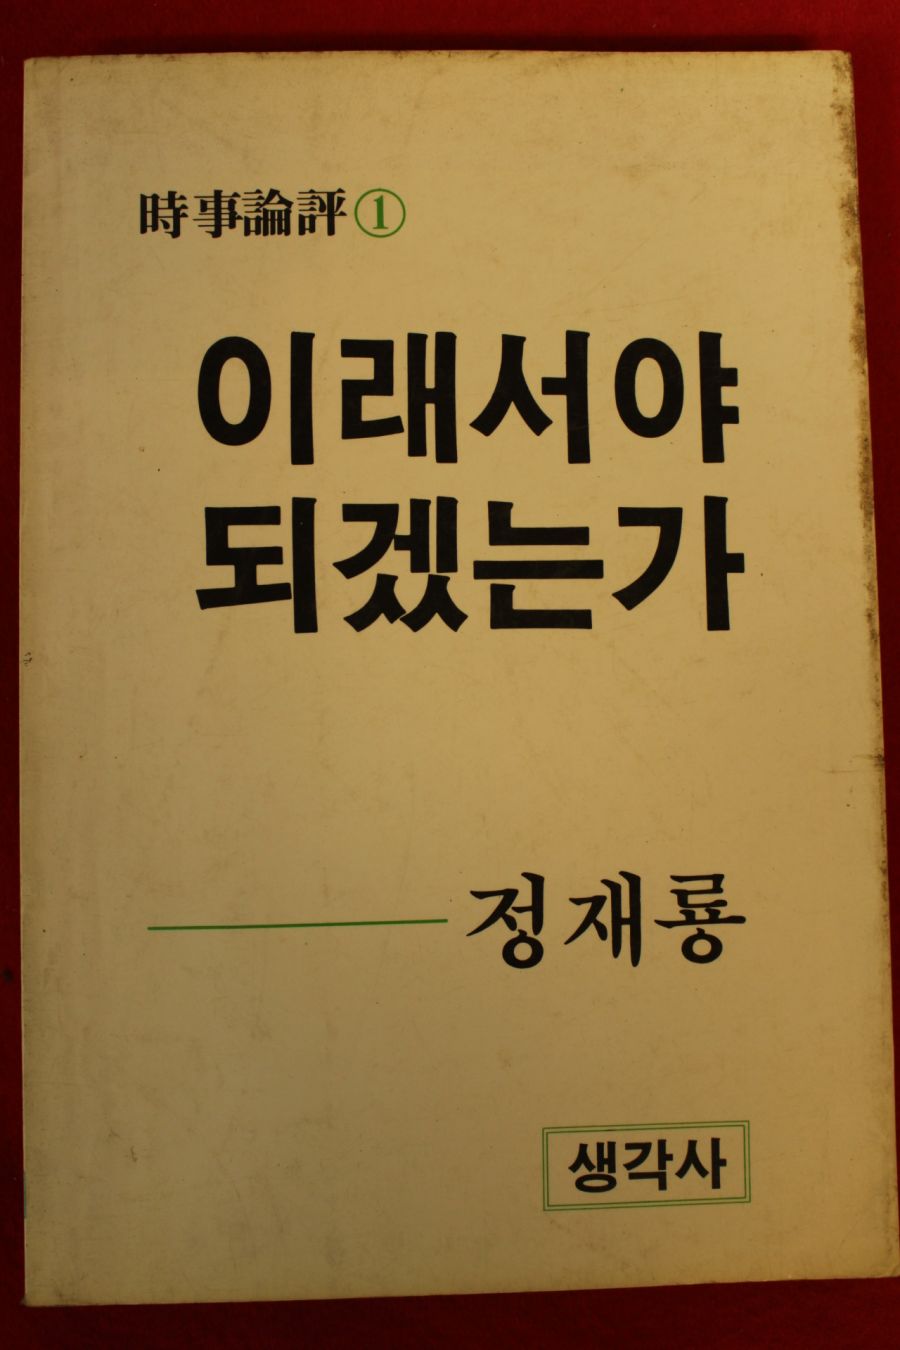 時事論評①
이래서야
되겠는가
정재룡
생각사